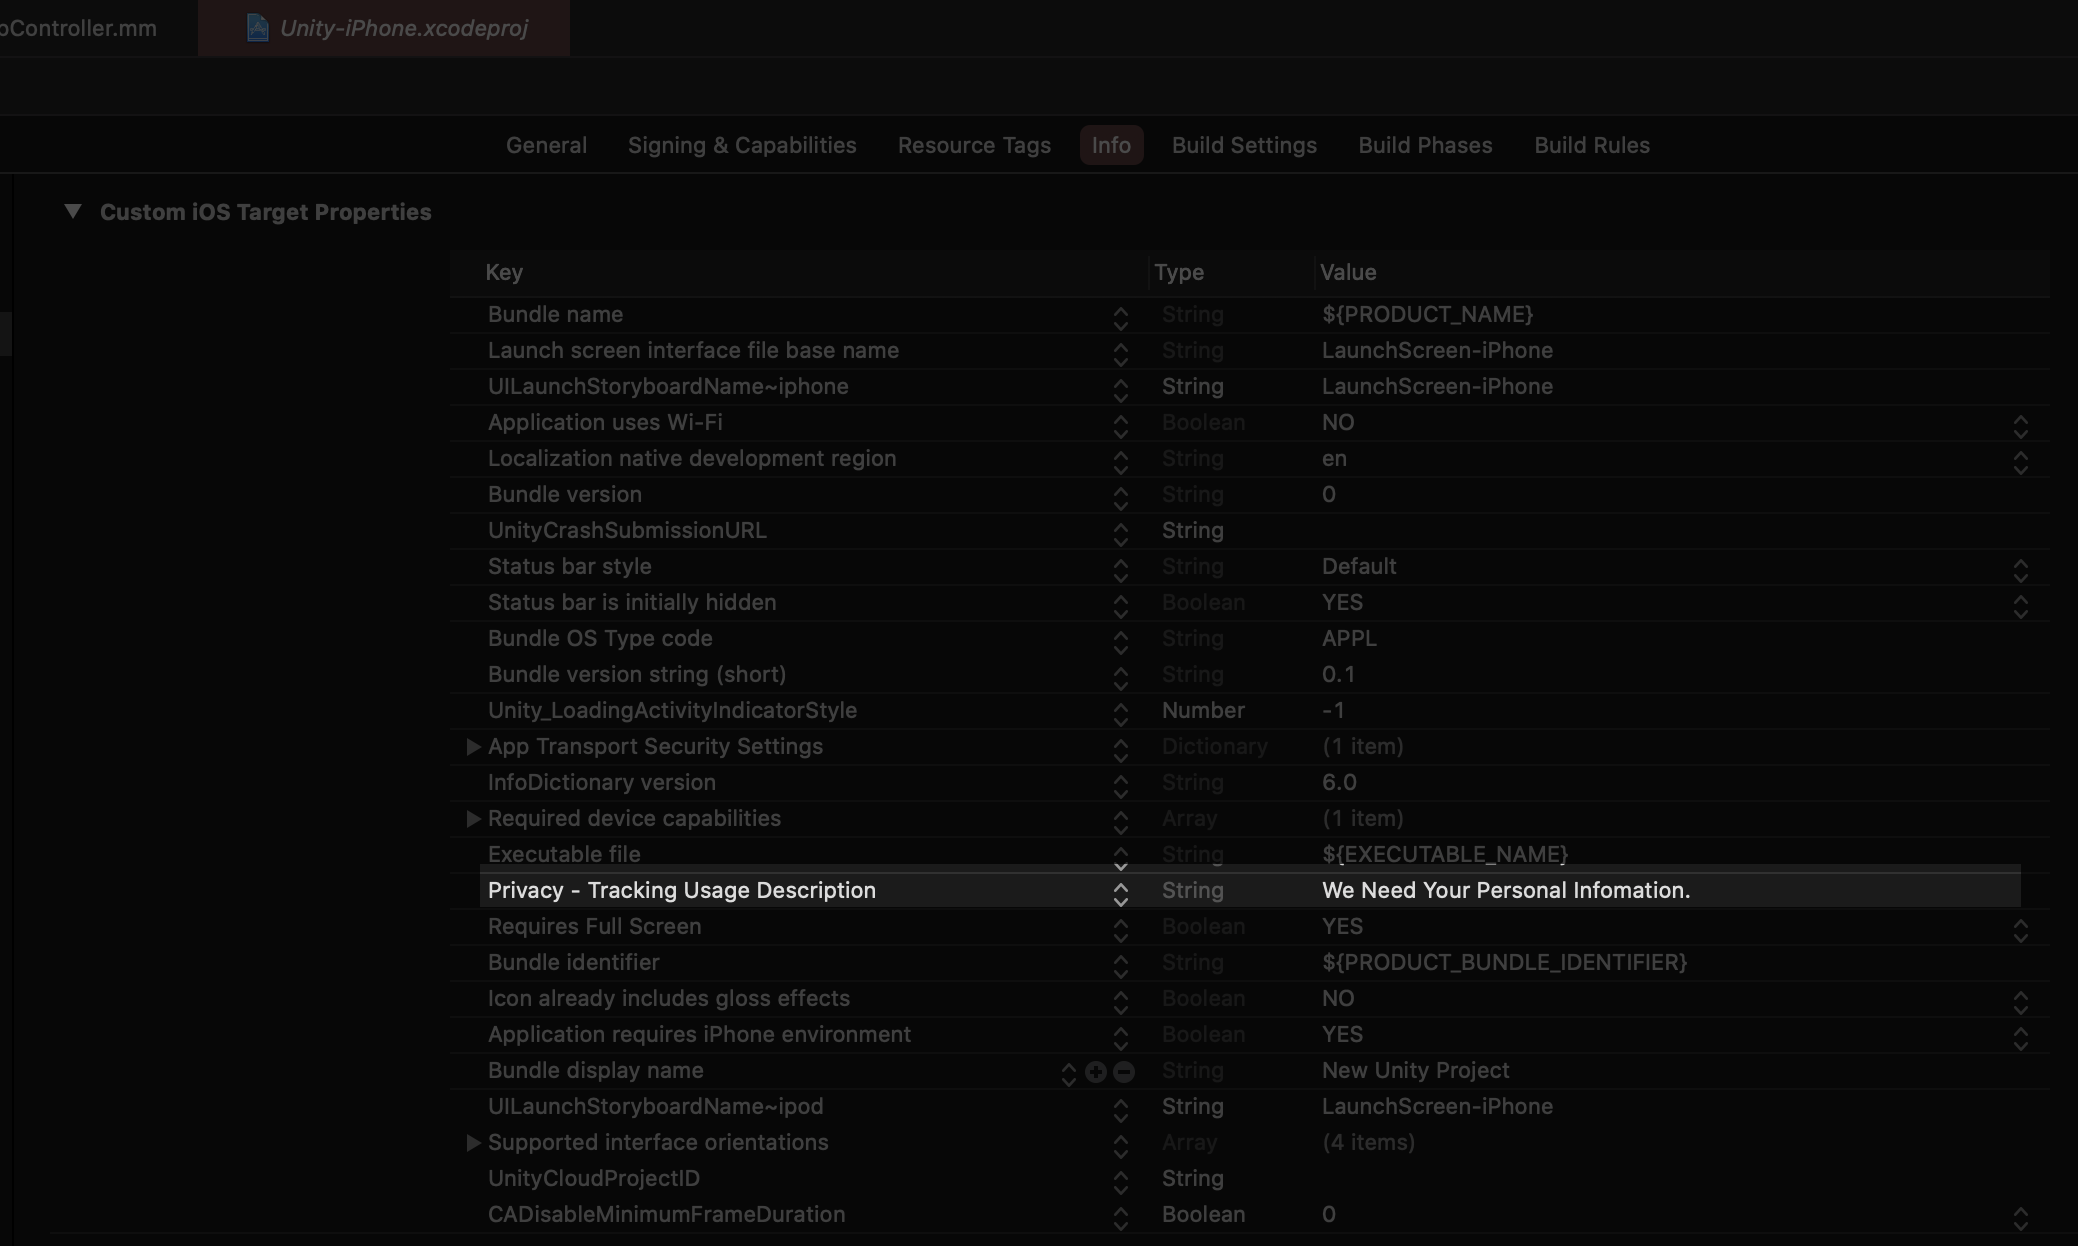 pController.mm
Unity-iPhone.xcodeproj
General Signing & Capabilities Resource Tags Info Build Settings Build Phases Build Rules
Custom iOS Target Properties
Key Type Value
Bundle name String ${PRODUCT_NAME}
Launch screen interface file base name String LaunchScreen-iPhone
UILaunchStoryboardName~iphone String LaunchScreen-iPhone
Application uses Wi-Fi Boolean NO
Localization native development region String en
Bundle version String 0
UnityCrashSubmissionURL String
Status bar style String Default
Status bar is initially hidden Boolean YES
Bundle OS Type code String APPL
Bundle version string (short) String 0.1
Unity_LoadingActivityIndicatorStyle Number -1
App Transport Security Settings Dictionary (1 item)
InfoDictionary version String 6.0
Required device capabilities Array (1 item)
Executable file String ${EXECUTABLE_NAME}
Privacy - Tracking Usage Description String We Need Your Personal Infomation.
Requires Full Screen Boolean YES
Bundle identifier String ${PRODUCT_BUNDLE_IDENTIFIER}
Icon already includes gloss effects Boolean NO
Application requires iPhone environment Boolean YES
Bundle display name String New Unity Project
UILaunchStoryboardName~ipod String LaunchScreen-iPhone
Supported interface orientations Array (4 items)
UnityCloudProjectID String
CADisableMinimumFrameDuration Boolean 0